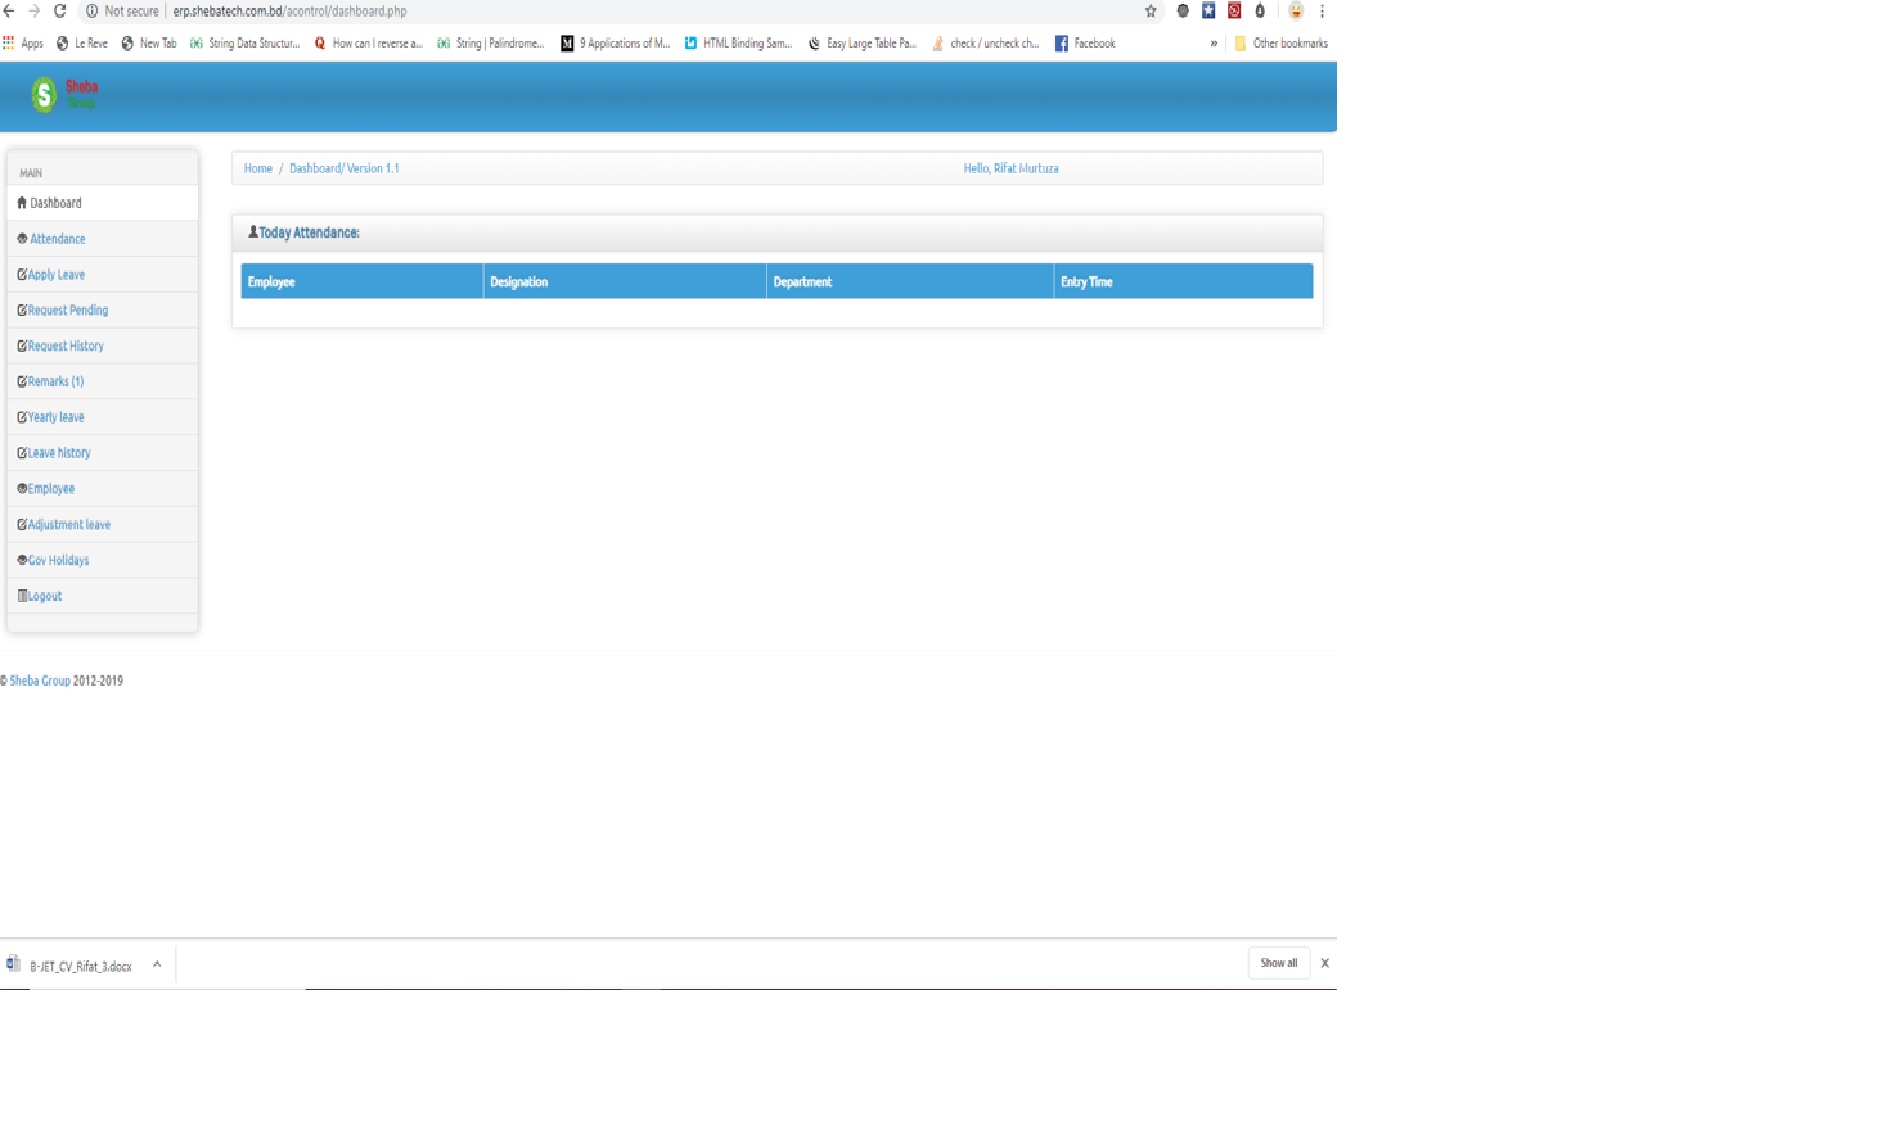 Not secure | erp.shebatech.com.bd/acontrol/dashboard.php
Apps Le Reve New Tab String Data Structur... How can I reverse a... String | Palindrome... 9 Applications of M... HTML Binding Sam... Easy Large Table Pa... check / uncheck ch... Facebook » Other bookmarks
S Sheba
Group
Home / Dashboard/ Version 1.1 Hello, Rifat Murtuza
MAIN
Dashboard
Attendance
Apply Leave
Request Pending
Request History
Remarks (1)
Yearly leave
Leave history
Employee
Adjustment leave
Gov Holidays
Logout
Today Attendance:
Employee Designation Department Entry Time
© Sheba Group 2012-2019
B-JET_CV_Rifat_3.docx Show all X